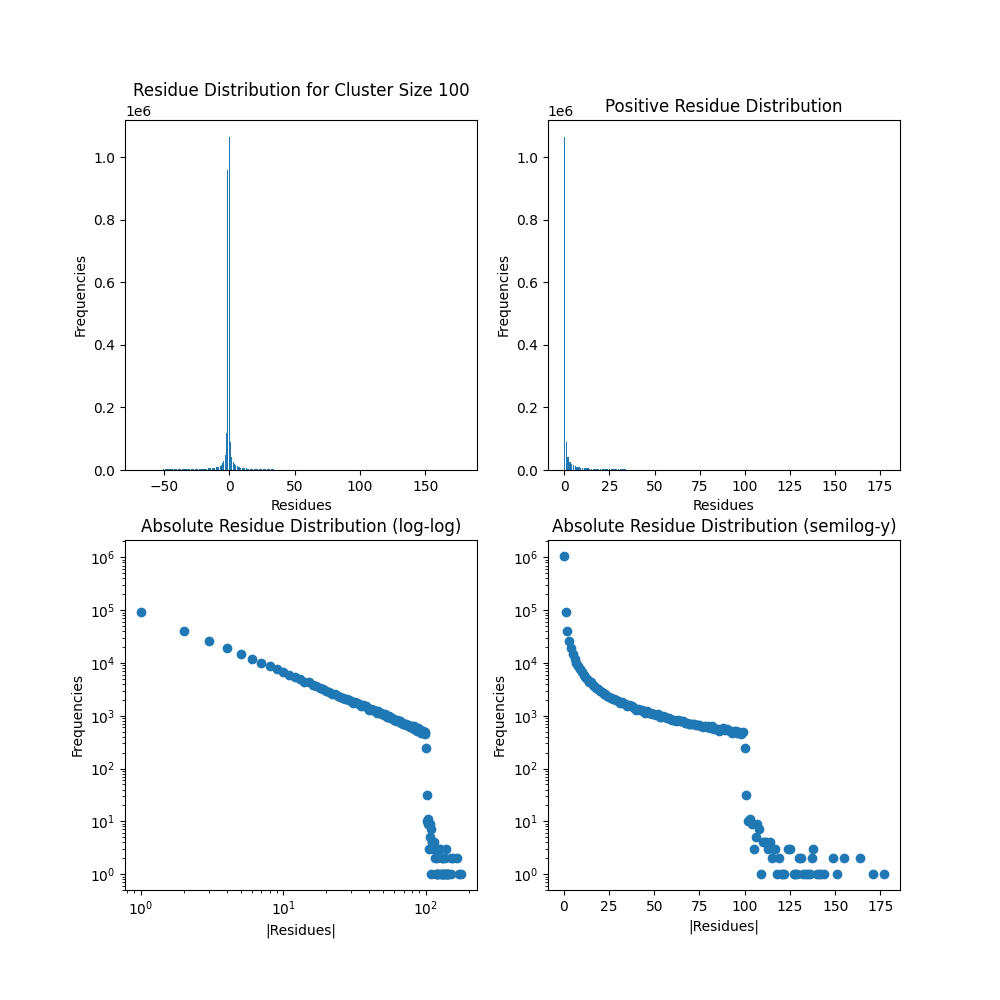 Residue Distribution for Cluster Size 100
1e6
1.0
0.8
0.6
0.4
0.2
0.0
Frequencies
−50 0 50 100 150
Residues
Positive Residue Distribution
1e6
1.0
0.8
0.6
0.4
0.2
0.0
Frequencies
0 25 50 75 100 125 150 175
Residues
Absolute Residue Distribution (log-log)
10⁶
10⁵
10⁴
10³
10²
10¹
10⁰
Frequencies
10⁰ 10¹ 10²
|Residues|
Absolute Residue Distribution (semilog-y)
10⁶
10⁵
10⁴
10³
10²
10¹
10⁰
Frequencies
0 25 50 75 100 125 150 175
|Residues|